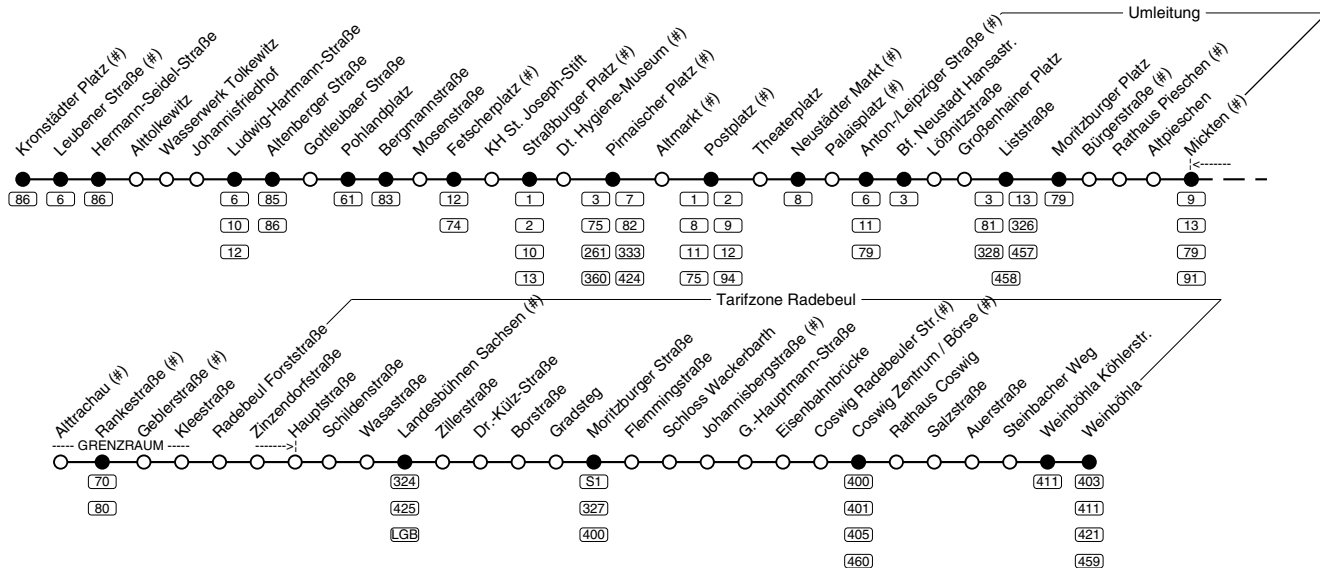 Umleitung
Kronstädter Platz (#)
Leubener Straße (#)
Hermann-Seidel-Straße
Alttolkewitz
Wasserwerk Tolkewitz
Johannisfriedhof
Ludwig-Hartmann-Straße
Altenberger Straße
Gottleubaer Straße
Pohlandplatz
Bergmannstraße
Mosenstraße
Fetscherplatz (#)
KH St. Joseph-Stift
Straßburger Platz (#)
Dt. Hygiene-Museum (#)
Pirnaischer Platz (#)
Altmarkt (#)
Postplatz (#)
Theaterplatz
Neustädter Markt (#)
Palaisplatz (#)
Anton-/Leipziger Straße (#)
Bf. Neustadt Hansastr.
Lößnitzstraße
Großenhainer Platz
Liststraße
Moritzburger Platz
Bürgerstraße (#)
Rathaus Pieschen (#)
Altpieschen
Mickten (#)
86 6 86 6 85 61 83 12 1 3 7 1 2 8 6 3 3 13 79 9
10 86 74 2 75 82 8 9 11 81 326 13
12 10 261 333 11 12 79 328 457 79
13 360 424 75 94 458 91
Tarifzone Radebeul
Alttrachau (#)
Rankestraße (#)
Geblerstraße (#)
Kleestraße
Radebeul Forststraße
Zinzendorfstraße
Hauptstraße
Schildenstraße
Wasastraße
Landesbühnen Sachsen (#)
Zillerstraße
Dr.-Külz-Straße
Borstraße
Gradsteg
Moritzburger Straße
Flemmingstraße
Schloss Wackerbarth
Johannisbergstraße (#)
G.-Hauptmann-Straße
Eisenbahnbrücke
Coswig Radebeuler Str.(#)
Coswig Zentrum / Börse (#)
Rathaus Coswig
Salzstraße
Auerstraße
Steinbacher Weg
Weinböhla Köhlerstr.
Weinböhla
----- GRENZRAUM -----
70 324 S1 400 411 403
80 425 327 401 411
LGB 400 405 421
460 459